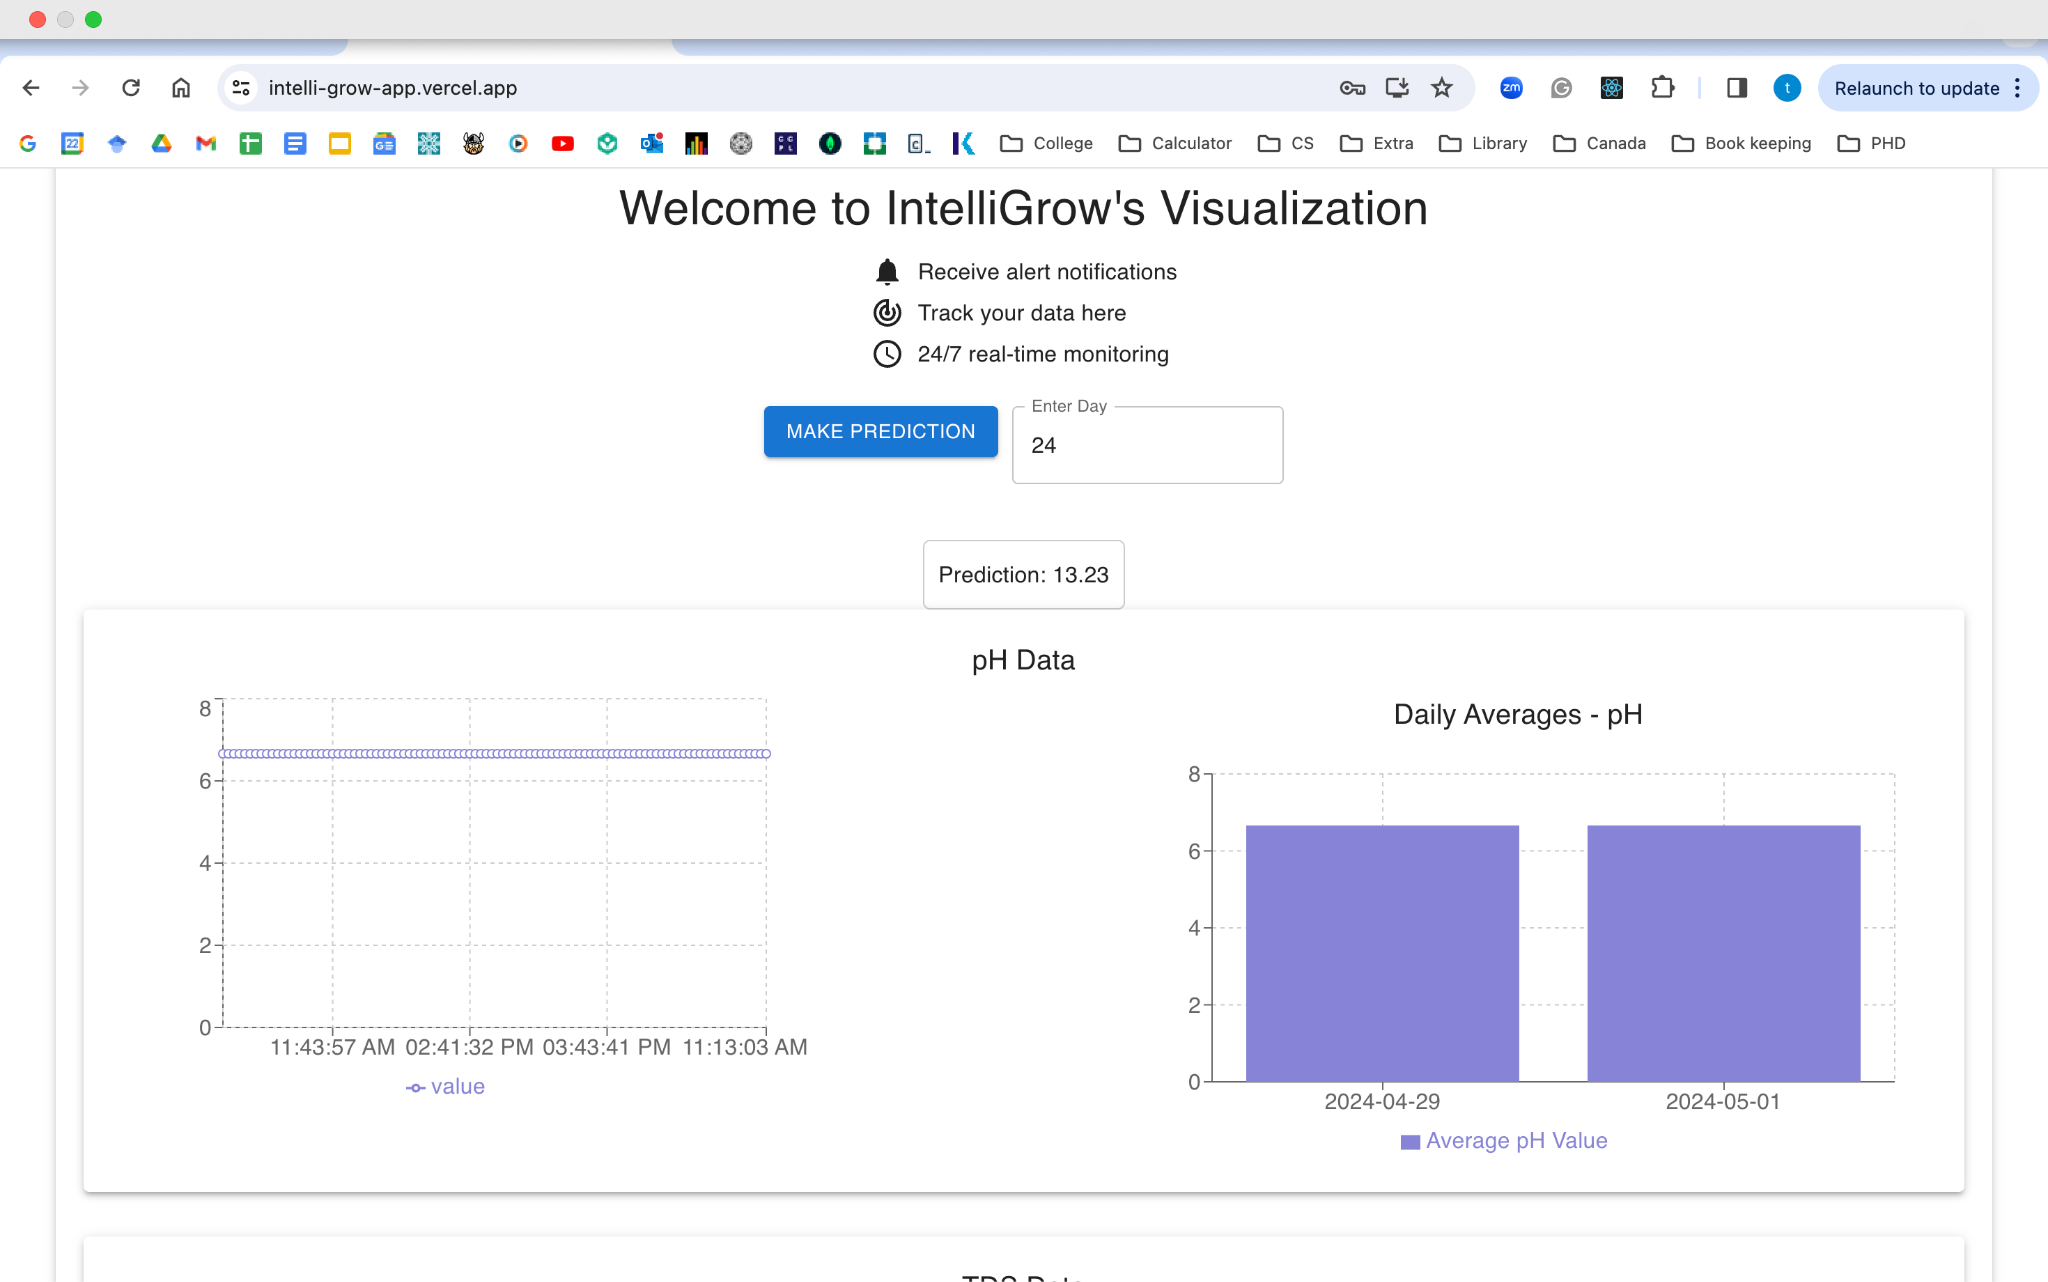 intelli-grow-app.vercel.app
zm
t
Relaunch to update
22
College
Calculator
CS
Extra
Library
Canada
Book keeping
PHD
Welcome to IntelliGrow's Visualization
Receive alert notifications
Track your data here
24/7 real-time monitoring
MAKE PREDICTION
Enter Day
24
Prediction: 13.23
pH Data
8
6
4
2
0
11:43:57 AM 02:41:32 PM 03:43:41 PM 11:13:03 AM
value
Daily Averages - pH
8
6
4
2
0
2024-04-29 2024-05-01
Average pH Value
TDS Data